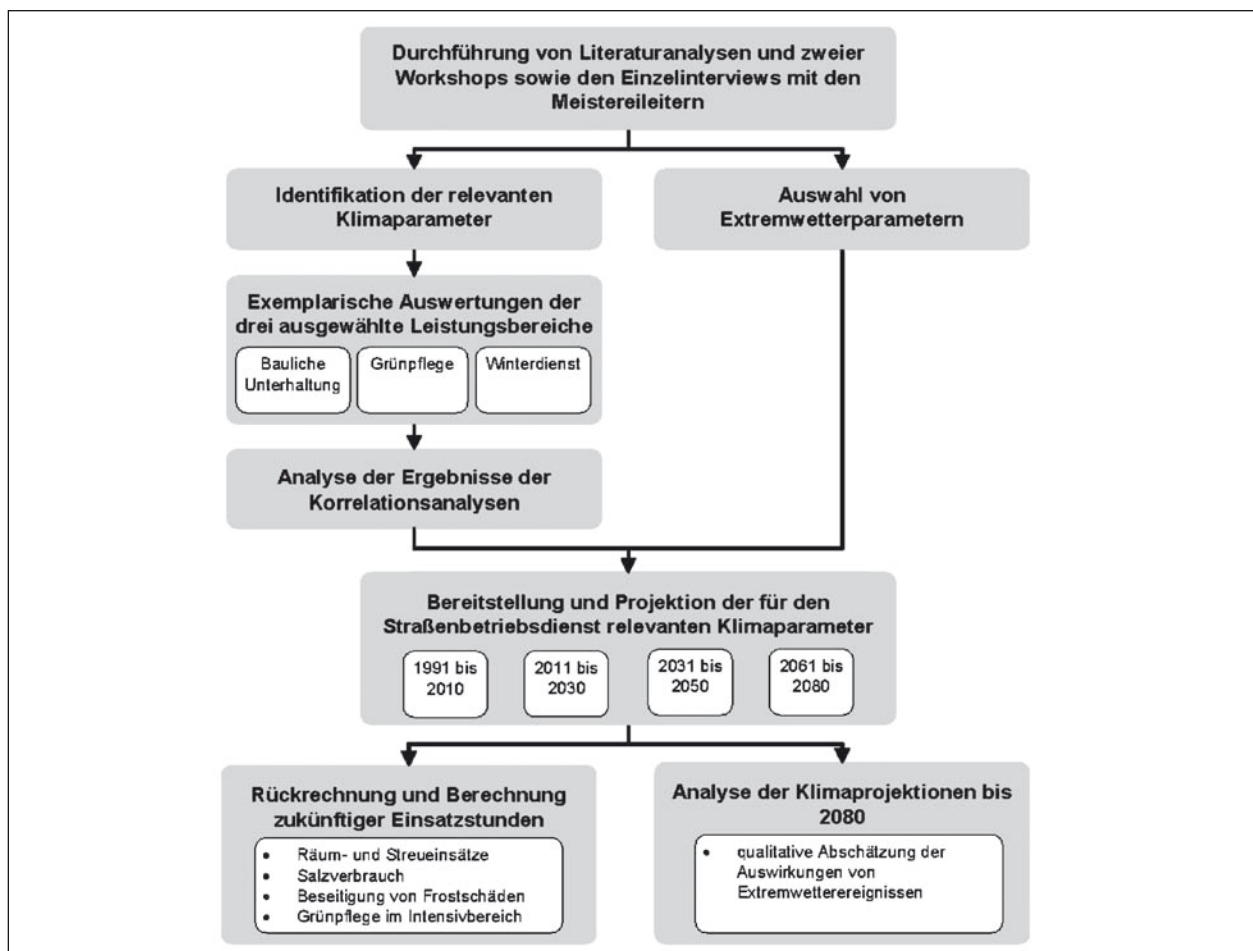 Durchführung von Literaturanalysen und zweier
Workshops sowie den Einzelinterviews mit den
Meistereileitern
Identifikation der relevanten
Klimaparameter
Auswahl von
Extremwetterparametern
Exemplarische Auswertungen der
drei ausgewählte Leistungsbereiche
Bauliche
Unterhaltung
Grünpflege
Winterdienst
Analyse der Ergebnisse der
Korrelationsanalysen
Bereitstellung und Projektion der für den
Straßenbetriebsdienst relevanten Klimaparameter
1991 bis
2010
2011 bis
2030
2031 bis
2050
2061 bis
2080
Rückrechnung und Berechnung
zukünftiger Einsatzstunden
• Räum- und Streueinsätze
• Salzverbrauch
• Beseitigung von Frostschäden
• Grünpflege im Intensivbereich
Analyse der Klimaprojektionen bis
2080
• qualitative Abschätzung der
Auswirkungen von
Extremwetterereignissen